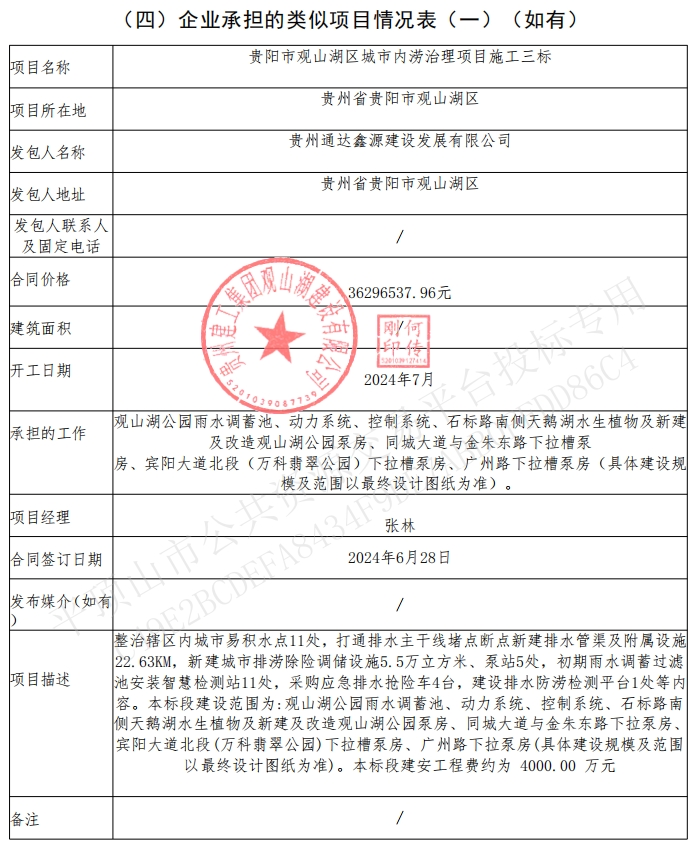 （四）企业承担的类似项目情况表（一）（如有）
项目名称
贵阳市观山湖区城市内涝治理项目施工三标
项目所在地
贵州省贵阳市观山湖区
发包人名称
贵州通达鑫源建设发展有限公司
发包人地址
贵州省贵阳市观山湖区
发包人联系人
及固定电话
/
合同价格
36296537.96元
建筑面积
/
开工日期
2024年7月
贵州建工集团观山湖建设有限公司
5201039087739
何传
刚印
承担的工作
观山湖公园雨水调蓄池、动力系统、控制系统、石标路南侧天鹅湖水生植物及新建
及改造观山湖公园泵房、同城大道与金朱东路下拉槽泵
房、宾阳大道北段（万科翡翠公园）下拉槽泵房、广州路下拉槽泵房（具体建设规
模及范围以最终设计图纸为准）。
项目经理
张林
合同签订日期
2024年6月28日
发布媒介(如有
)
/
项目描述
整治辖区内城市易积水点11处，打通排水主干线堵点断点新建排水管渠及附属设施
22.63KM，新建城市排涝除险调储设施5.5万立方米、泵站5处，初期雨水调蓄过滤
池安装智慧检测站11处，采购应急排水抢险车4台，建设排水防涝检测平台1处等内
容。本标段建设范围为:观山湖公园雨水调蓄池、动力系统、控制系统、石标路南
侧天鹅湖水生植物及新建及改造观山湖公园泵房、同城大道与金朱东路下拉泵房、
宾阳大道北段(万科翡翠公园)下拉槽泵房、广州路下拉泵房(具体建设规模及范围
以最终设计图纸为准)。本标段建安工程费约为 4000.00 万元
备注
/